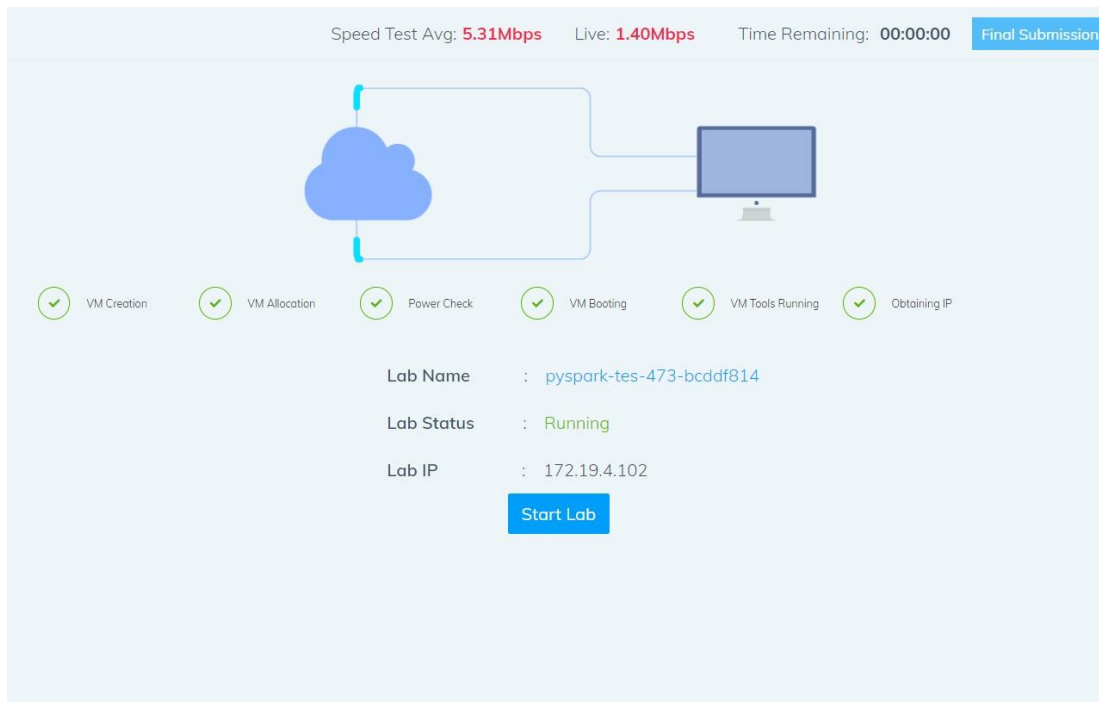 Speed Test Avg: 5.31Mbps Live: 1.40Mbps Time Remaining: 00:00:00 Final Submission
VM Creation VM Allocation Power Check VM Booting VM Tools Running Obtaining IP
Lab Name : pyspark-tes-473-bcddf814
Lab Status : Running
Lab IP : 172.19.4.102
Start Lab